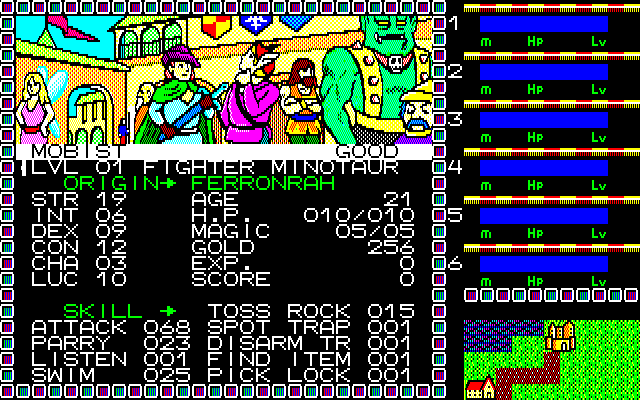 MOBIST GOOD
LVL 01 FIGHTER MINOTAUR
ORIGIN→ FERRONRAH
STR 19 AGE 21
INT 06 H.P. 010/010
DEX 09 MAGIC 05/05
CON 12 GOLD 256
CHA 03 EXP. 0
LUC 10 SCORE 0
SKILL → TOSS ROCK 015
ATTACK 068 SPOT TRAP 001
PARRY 023 DISARM TR 001
LISTEN 001 FIND ITEM 001
SWIM 025 PICK LOCK 001
1
m Hp Lv
2
m Hp Lv
3
m Hp Lv
4
m Hp Lv
5
m Hp Lv
6
m Hp Lv